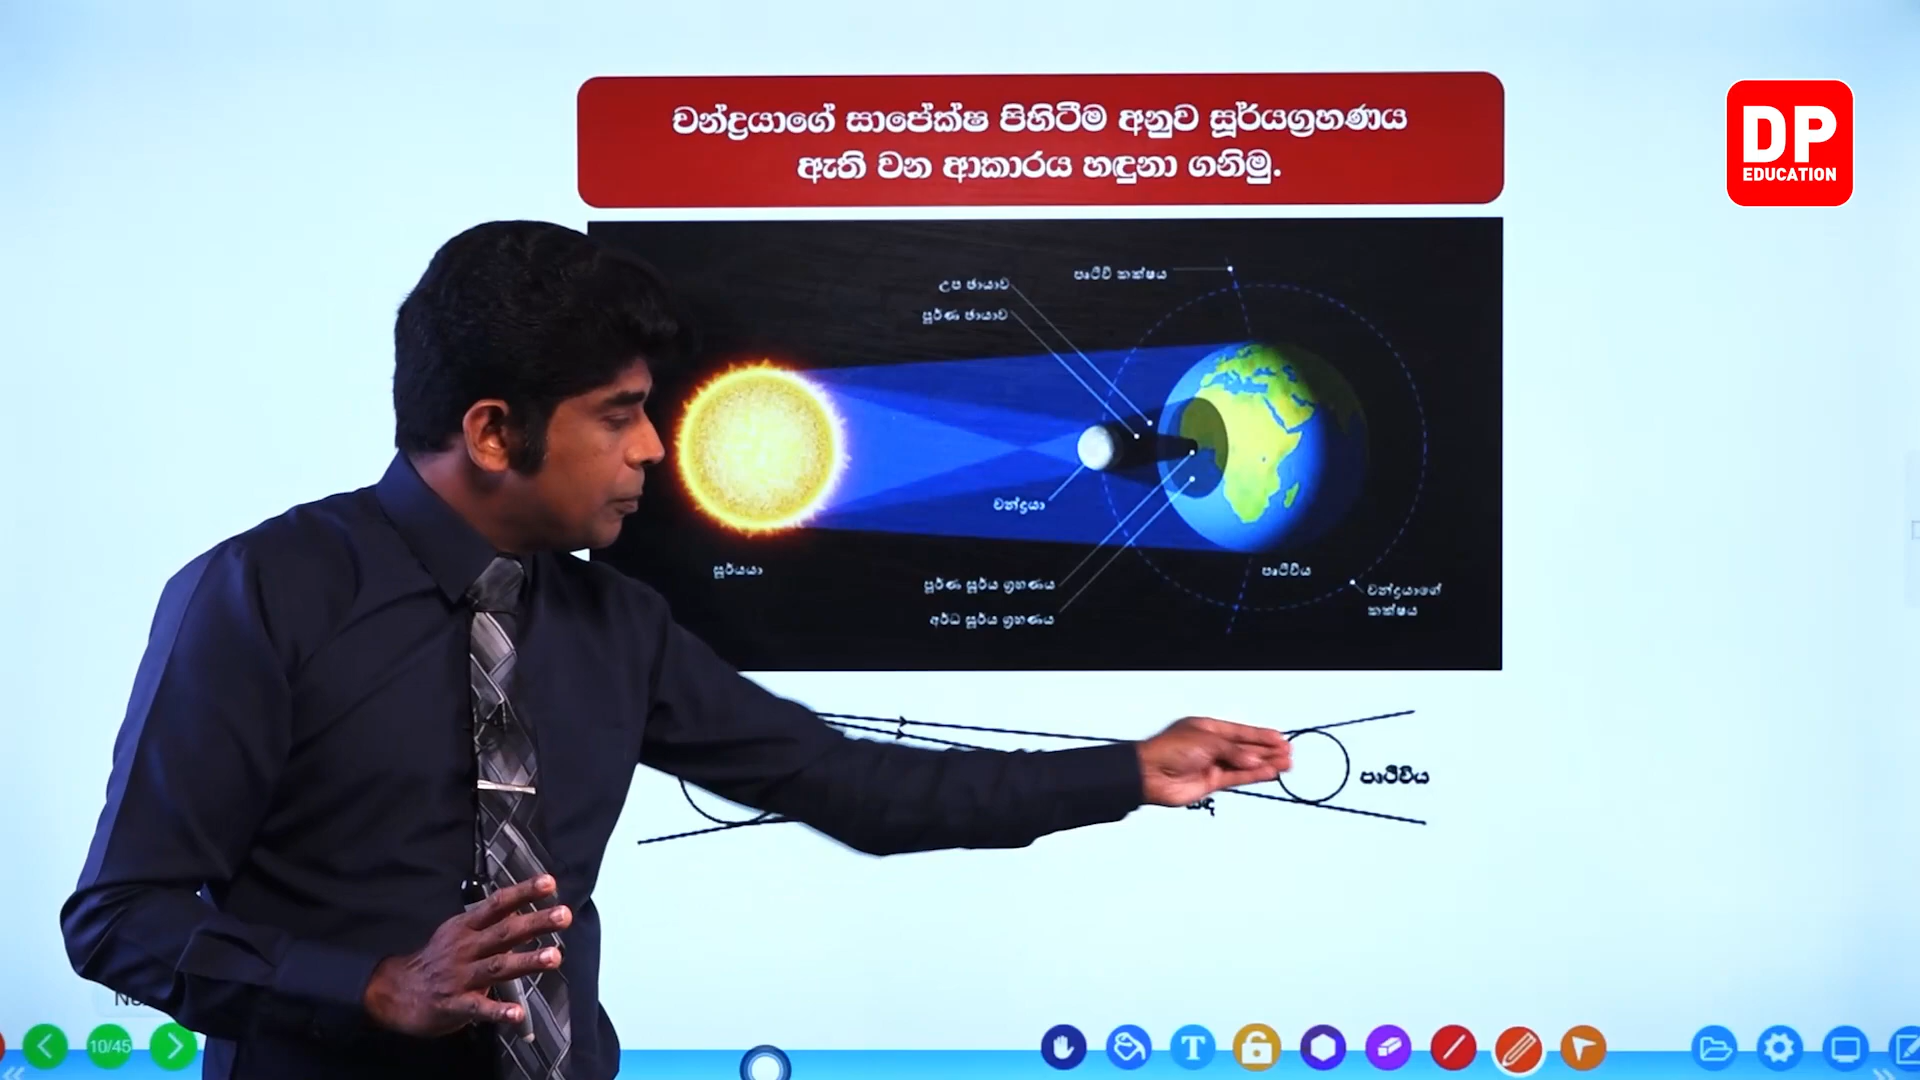 චන්ද්‍රයාගේ සාපේක්ෂ පිහිටීම අනුව සූර්යග්‍රහණය
ඇති වන ආකාරය හඳුනා ගනිමු.
DP
EDUCATION
පෘථිවි කක්ෂය
උප ඡායාව
පූර්ණ ඡායාව
චන්ද්‍රයා
සූර්යයා
පෘථිවිය
පූර්ණ සූර්ය ග්‍රහණය
චන්ද්‍රයාගේ
කක්ෂය
අර්ධ සූර්ය ග්‍රහණය
පෘථිවිය
10/45
T